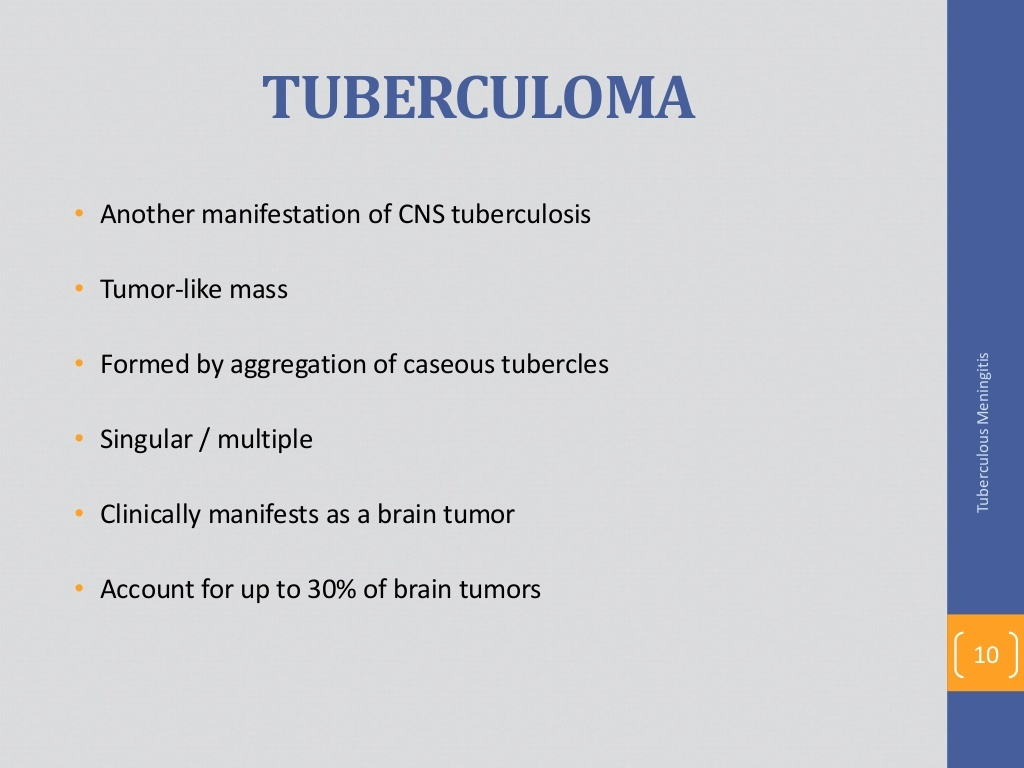 TUBERCULOMA
• Another manifestation of CNS tuberculosis
• Tumor-like mass
• Formed by aggregation of caseous tubercles
• Singular / multiple
• Clinically manifests as a brain tumor
• Account for up to 30% of brain tumors
Tuberculous Meningitis
10